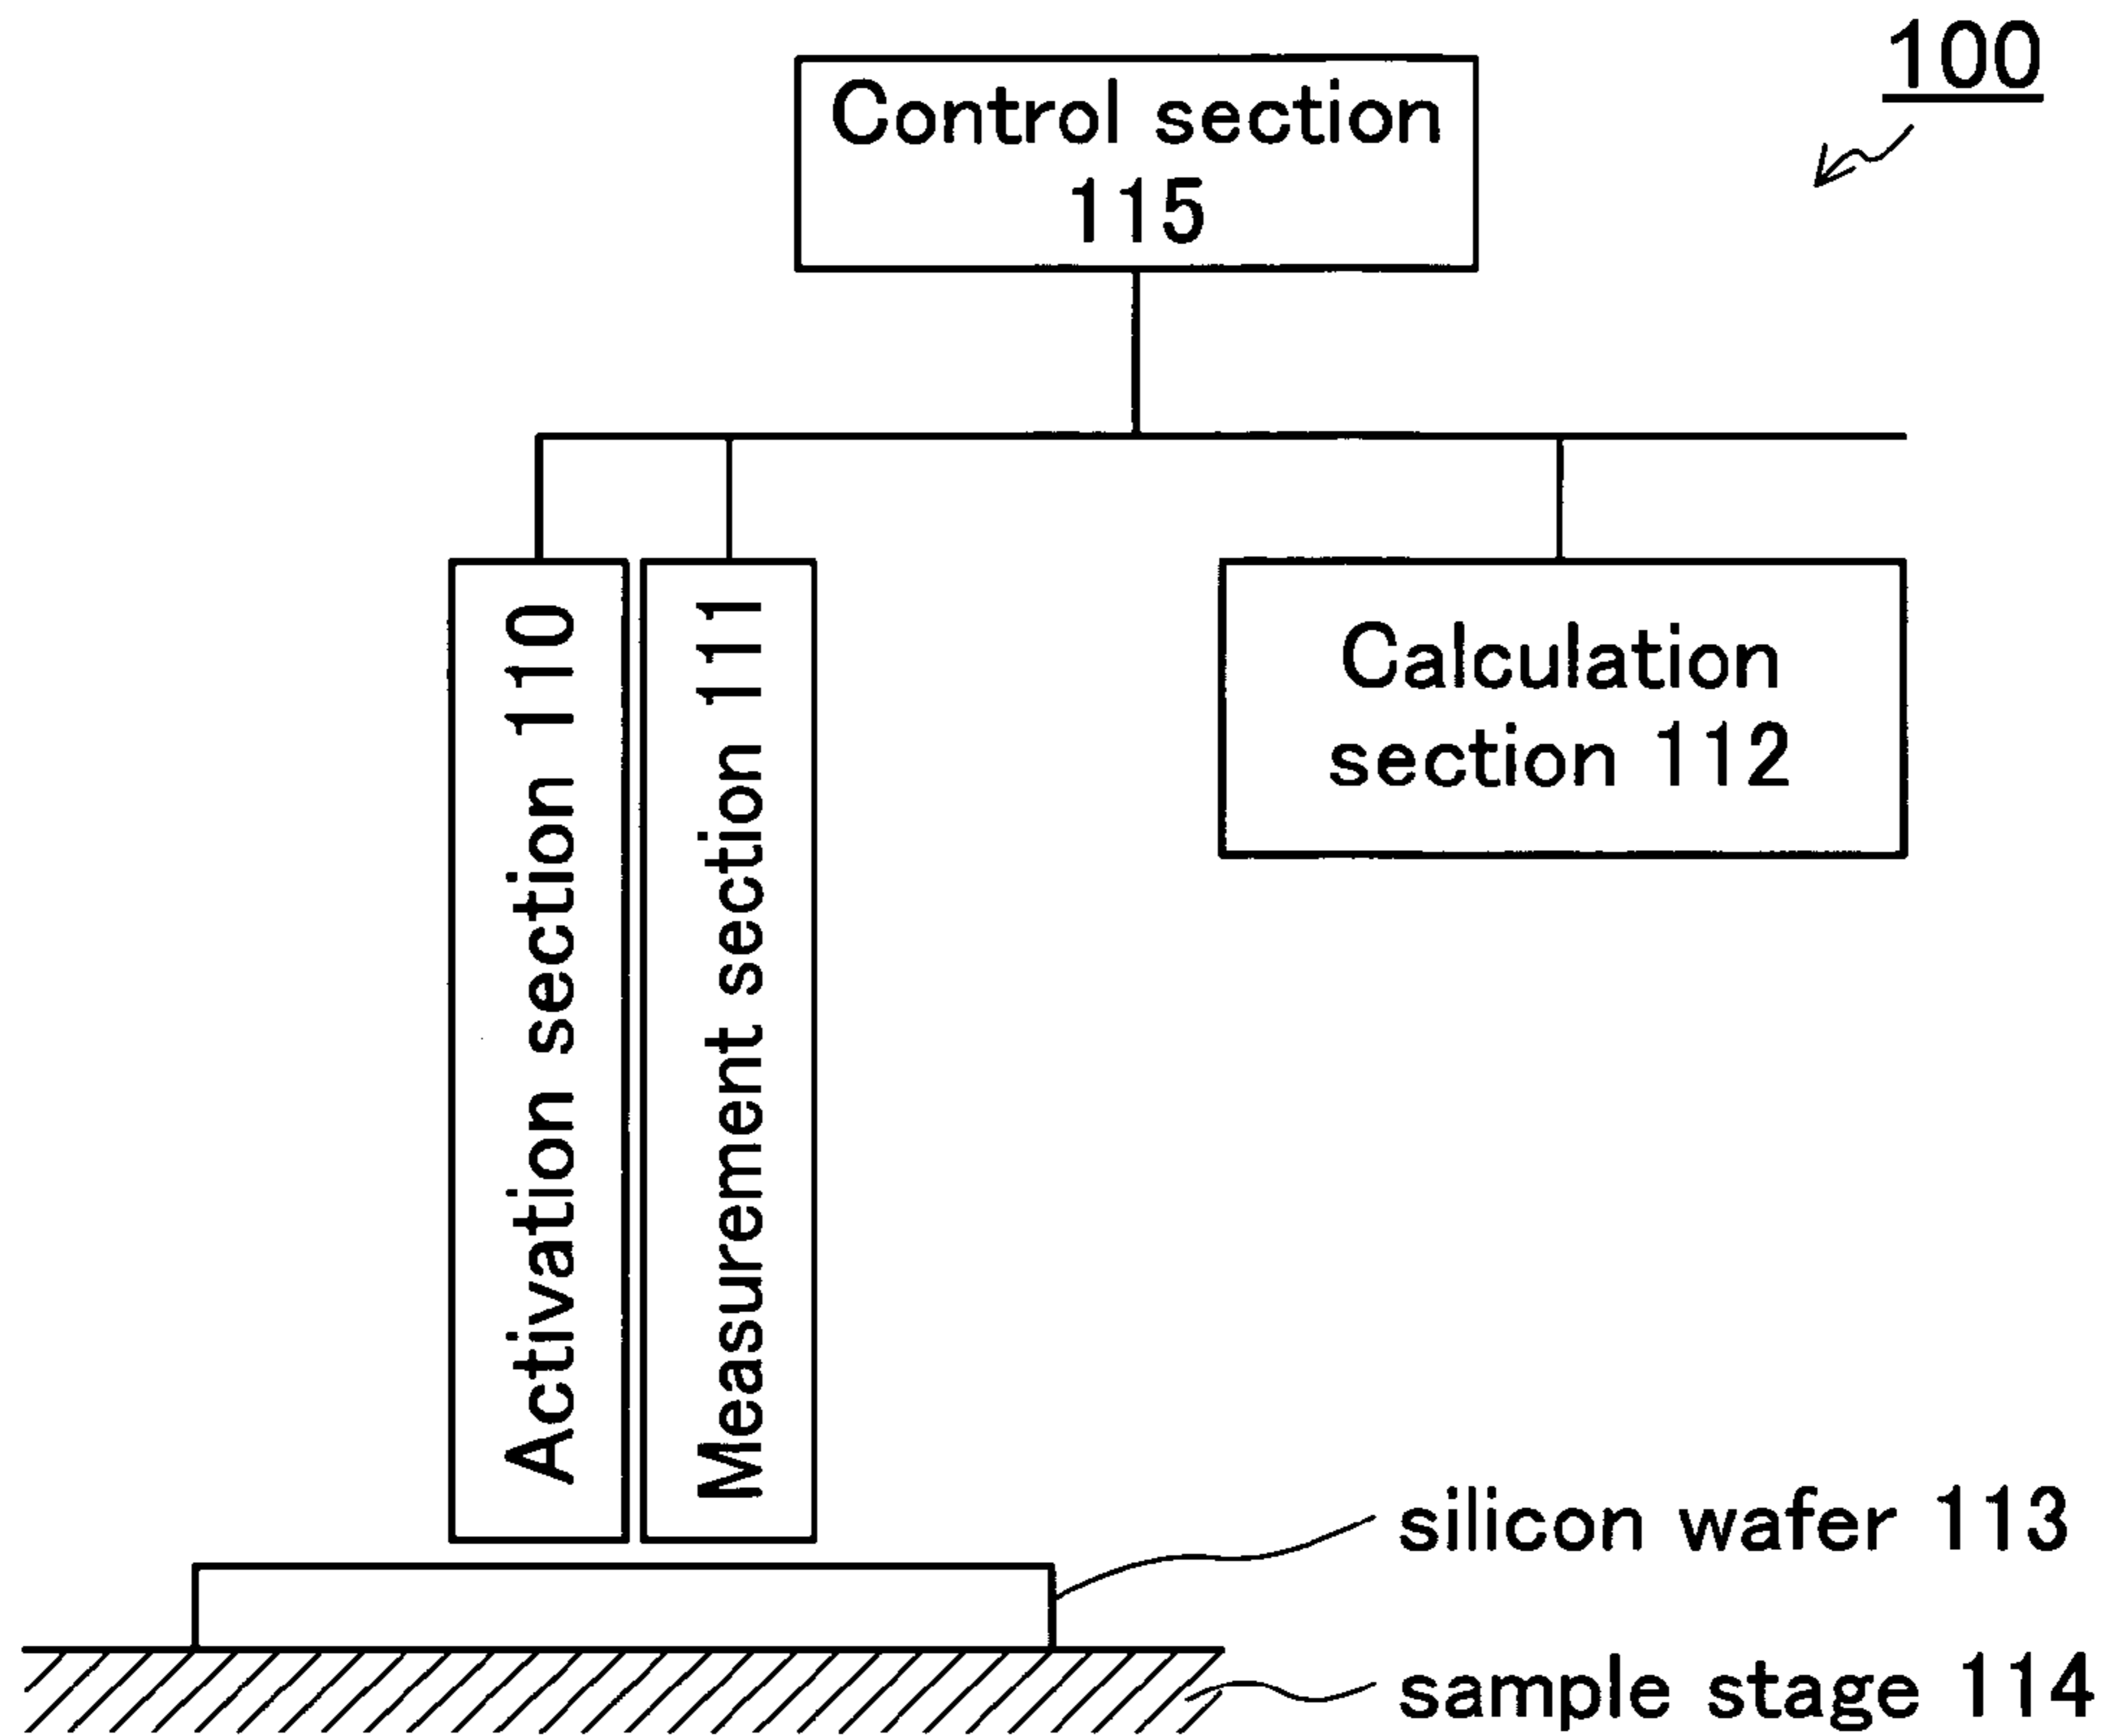 100
Control section
115
Activation section 110
Measurement section 111
Calculation
section 112
silicon wafer 113
sample stage 114